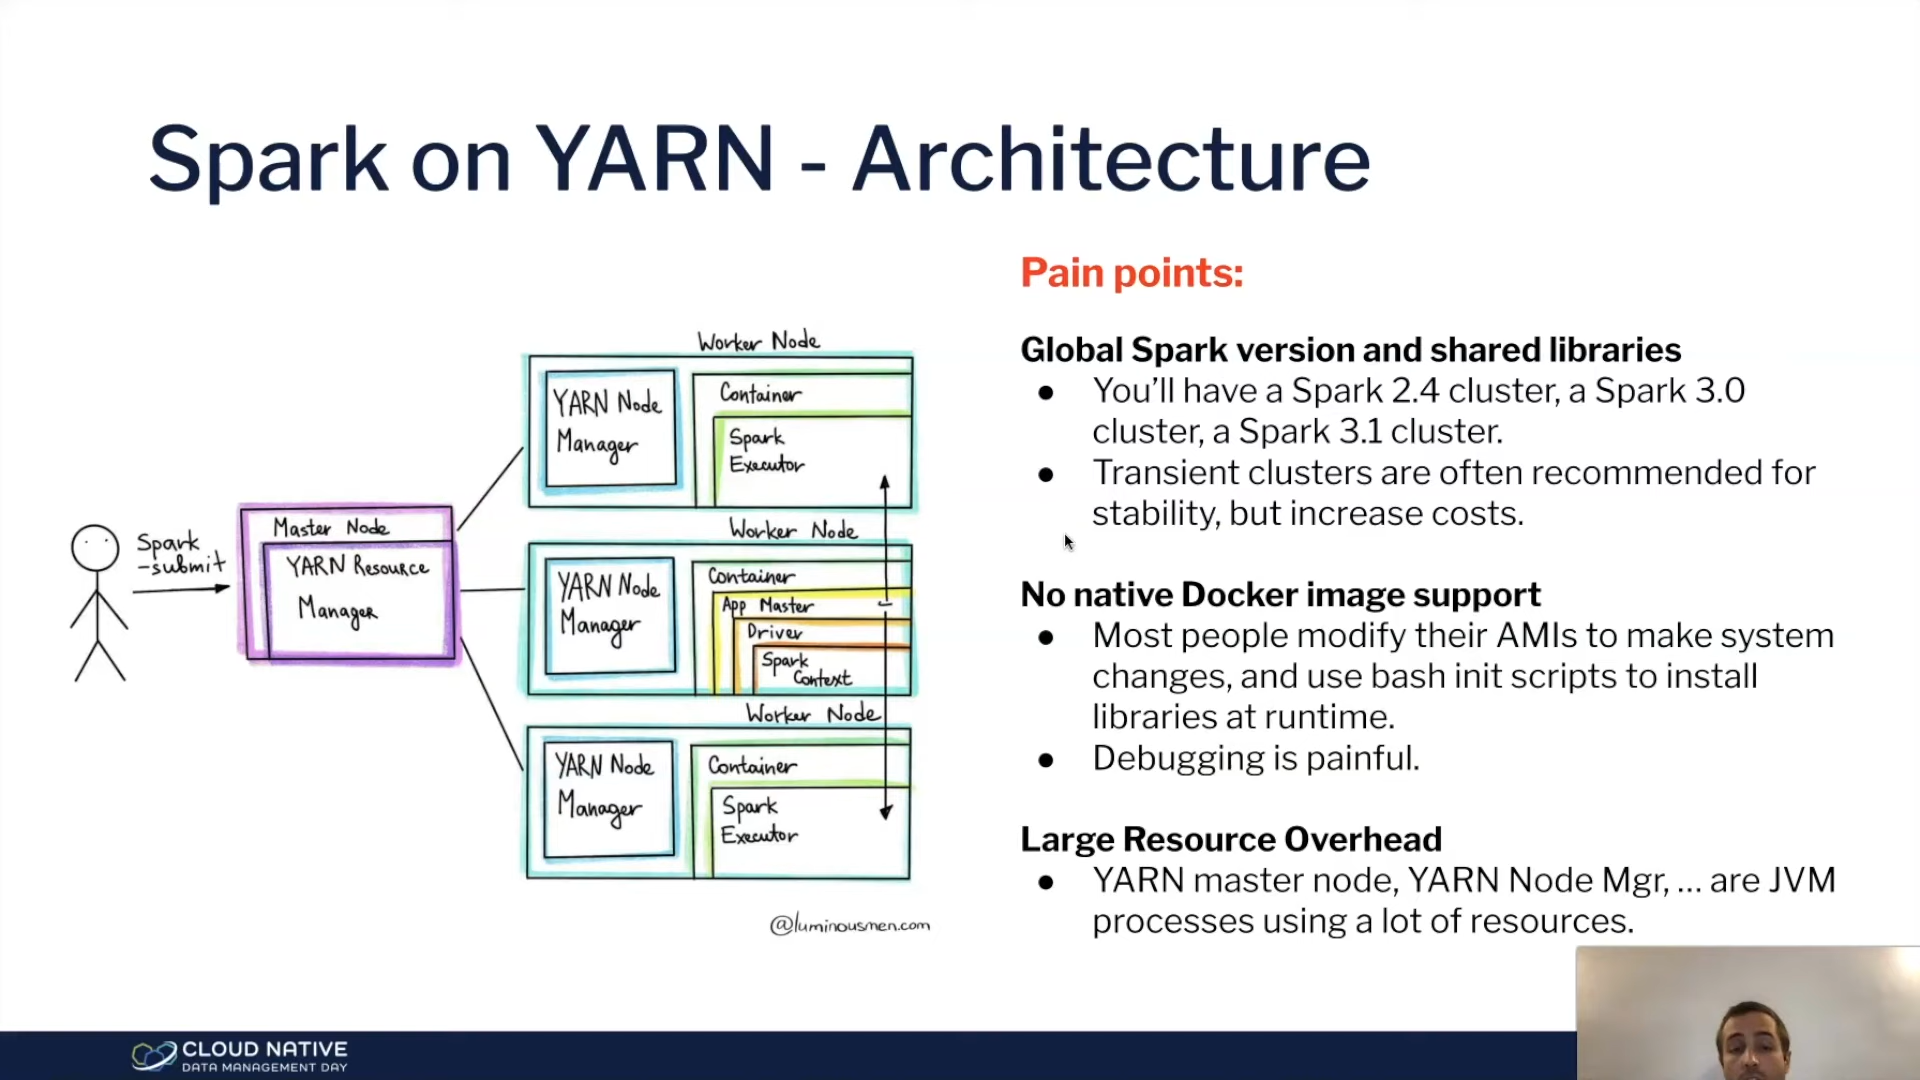 Spark on YARN - Architecture
Pain points:
Global Spark version and shared libraries
● You’ll have a Spark 2.4 cluster, a Spark 3.0
cluster, a Spark 3.1 cluster.
● Transient clusters are often recommended for
stability, but increase costs.
No native Docker image support
● Most people modify their AMIs to make system
changes, and use bash init scripts to install
libraries at runtime.
● Debugging is painful.
Large Resource Overhead
● YARN master node, YARN Node Mgr, ... are JVM
processes using a lot of resources.
Spark
-submit
Master Node
YARN Resource
Manager
Worker Node
YARN Node
Manager
Container
Spark
Executor
Worker Node
YARN Node
Manager
Container
App Master
Driver
Spark
Context
Worker Node
YARN Node
Manager
Container
Spark
Executor
@luminousmen.com
CLOUD NATIVE
DATA MANAGEMENT DAY